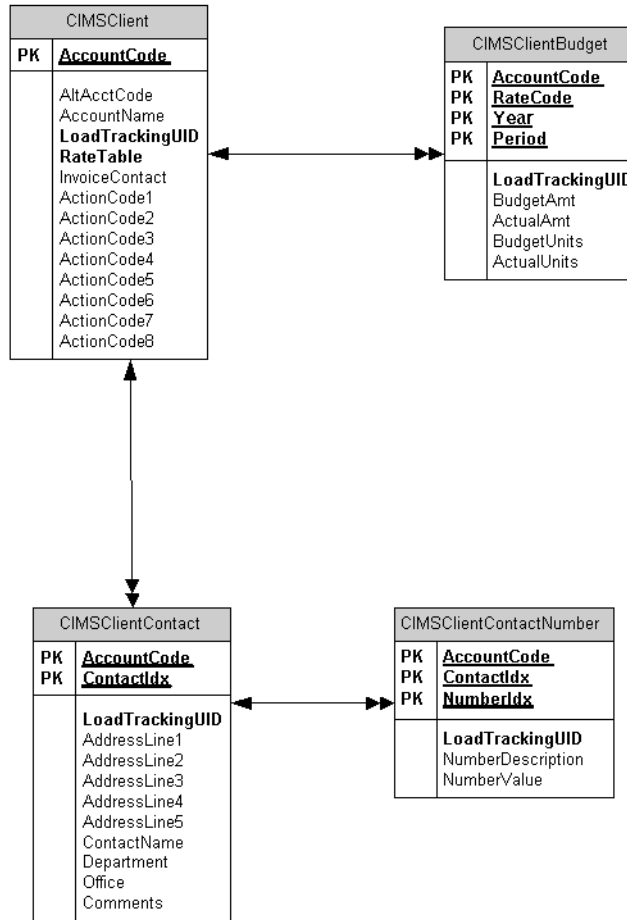 CIMSClient
PK AccountCode
AltAcctCode
AccountName
LoadTrackingUID
RateTable
InvoiceContact
ActionCode1
ActionCode2
ActionCode3
ActionCode4
ActionCode5
ActionCode6
ActionCode7
ActionCode8
CIMSClientBudget
PK AccountCode
PK RateCode
PK Year
PK Period
LoadTrackingUID
BudgetAmt
ActualAmt
BudgetUnits
ActualUnits
CIMSClientContact
PK AccountCode
PK ContactIdx
LoadTrackingUID
AddressLine1
AddressLine2
AddressLine3
AddressLine4
AddressLine5
ContactName
Department
Office
Comments
CIMSClientContactNumber
PK AccountCode
PK ContactIdx
PK NumberIdx
LoadTrackingUID
NumberDescription
NumberValue